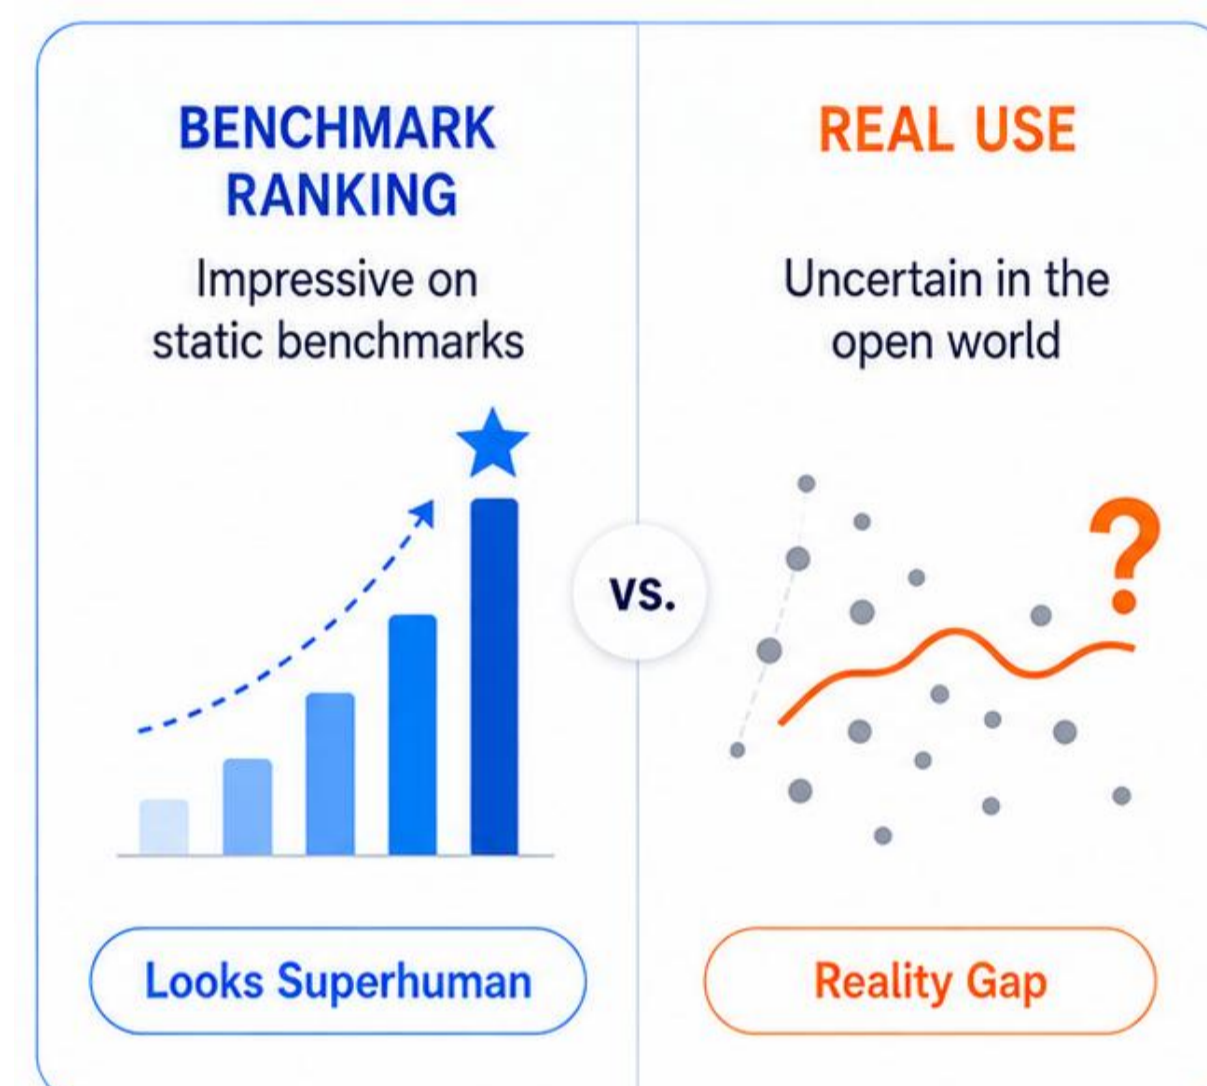 BENCHMARK
RANKING
Impressive on
static benchmarks
vs.
REAL USE
Uncertain in the
open world
?
Looks Superhuman
Reality Gap